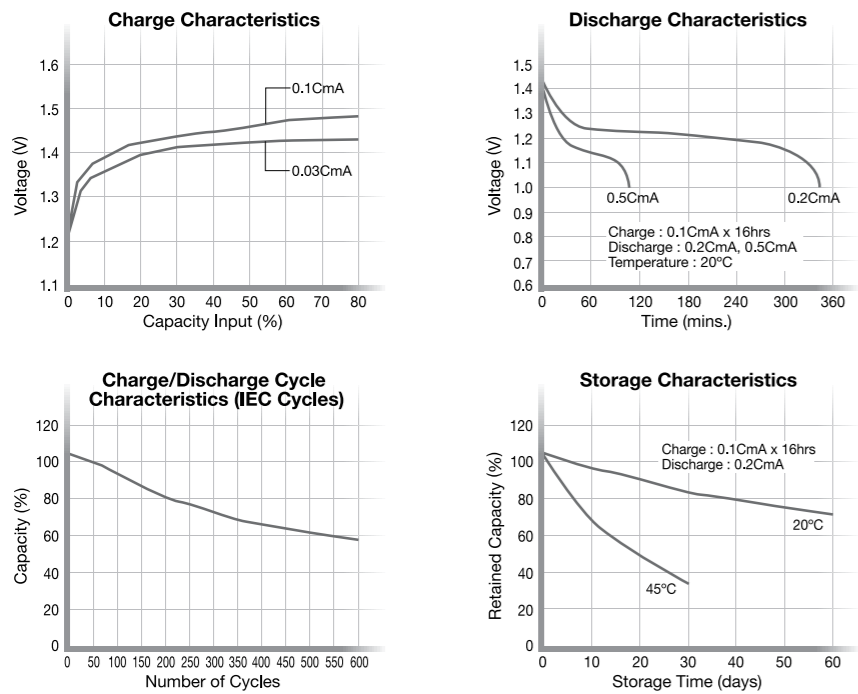 Charge Characteristics
Voltage (V)
1.6
1.5
1.4
1.3
1.2
1.1
0.1CmA
0.03CmA
0 10 20 30 40 50 60 70 80
Capacity Input (%)
Discharge Characteristics
Voltage (V)
1.5
1.4
1.3
1.2
1.1
1.0
0.9
0.8
0.7
0.6
0.5CmA
0.2CmA
Charge : 0.1CmA x 16hrs
Discharge : 0.2CmA, 0.5CmA
Temperature : 20ºC
0 60 120 180 240 300 360
Time (mins.)
Charge/Discharge Cycle
Characteristics (IEC Cycles)
Capacity (%)
120
100
80
60
40
20
0
0 50 100 150 200 250 300 350 400 450 500 550 600
Number of Cycles
Storage Characteristics
Retained Capacity (%)
120
100
80
60
40
20
0
Charge : 0.1CmA x 16hrs
Discharge : 0.2CmA
20ºC
45ºC
0 10 20 30 40 50 60
Storage Time (days)